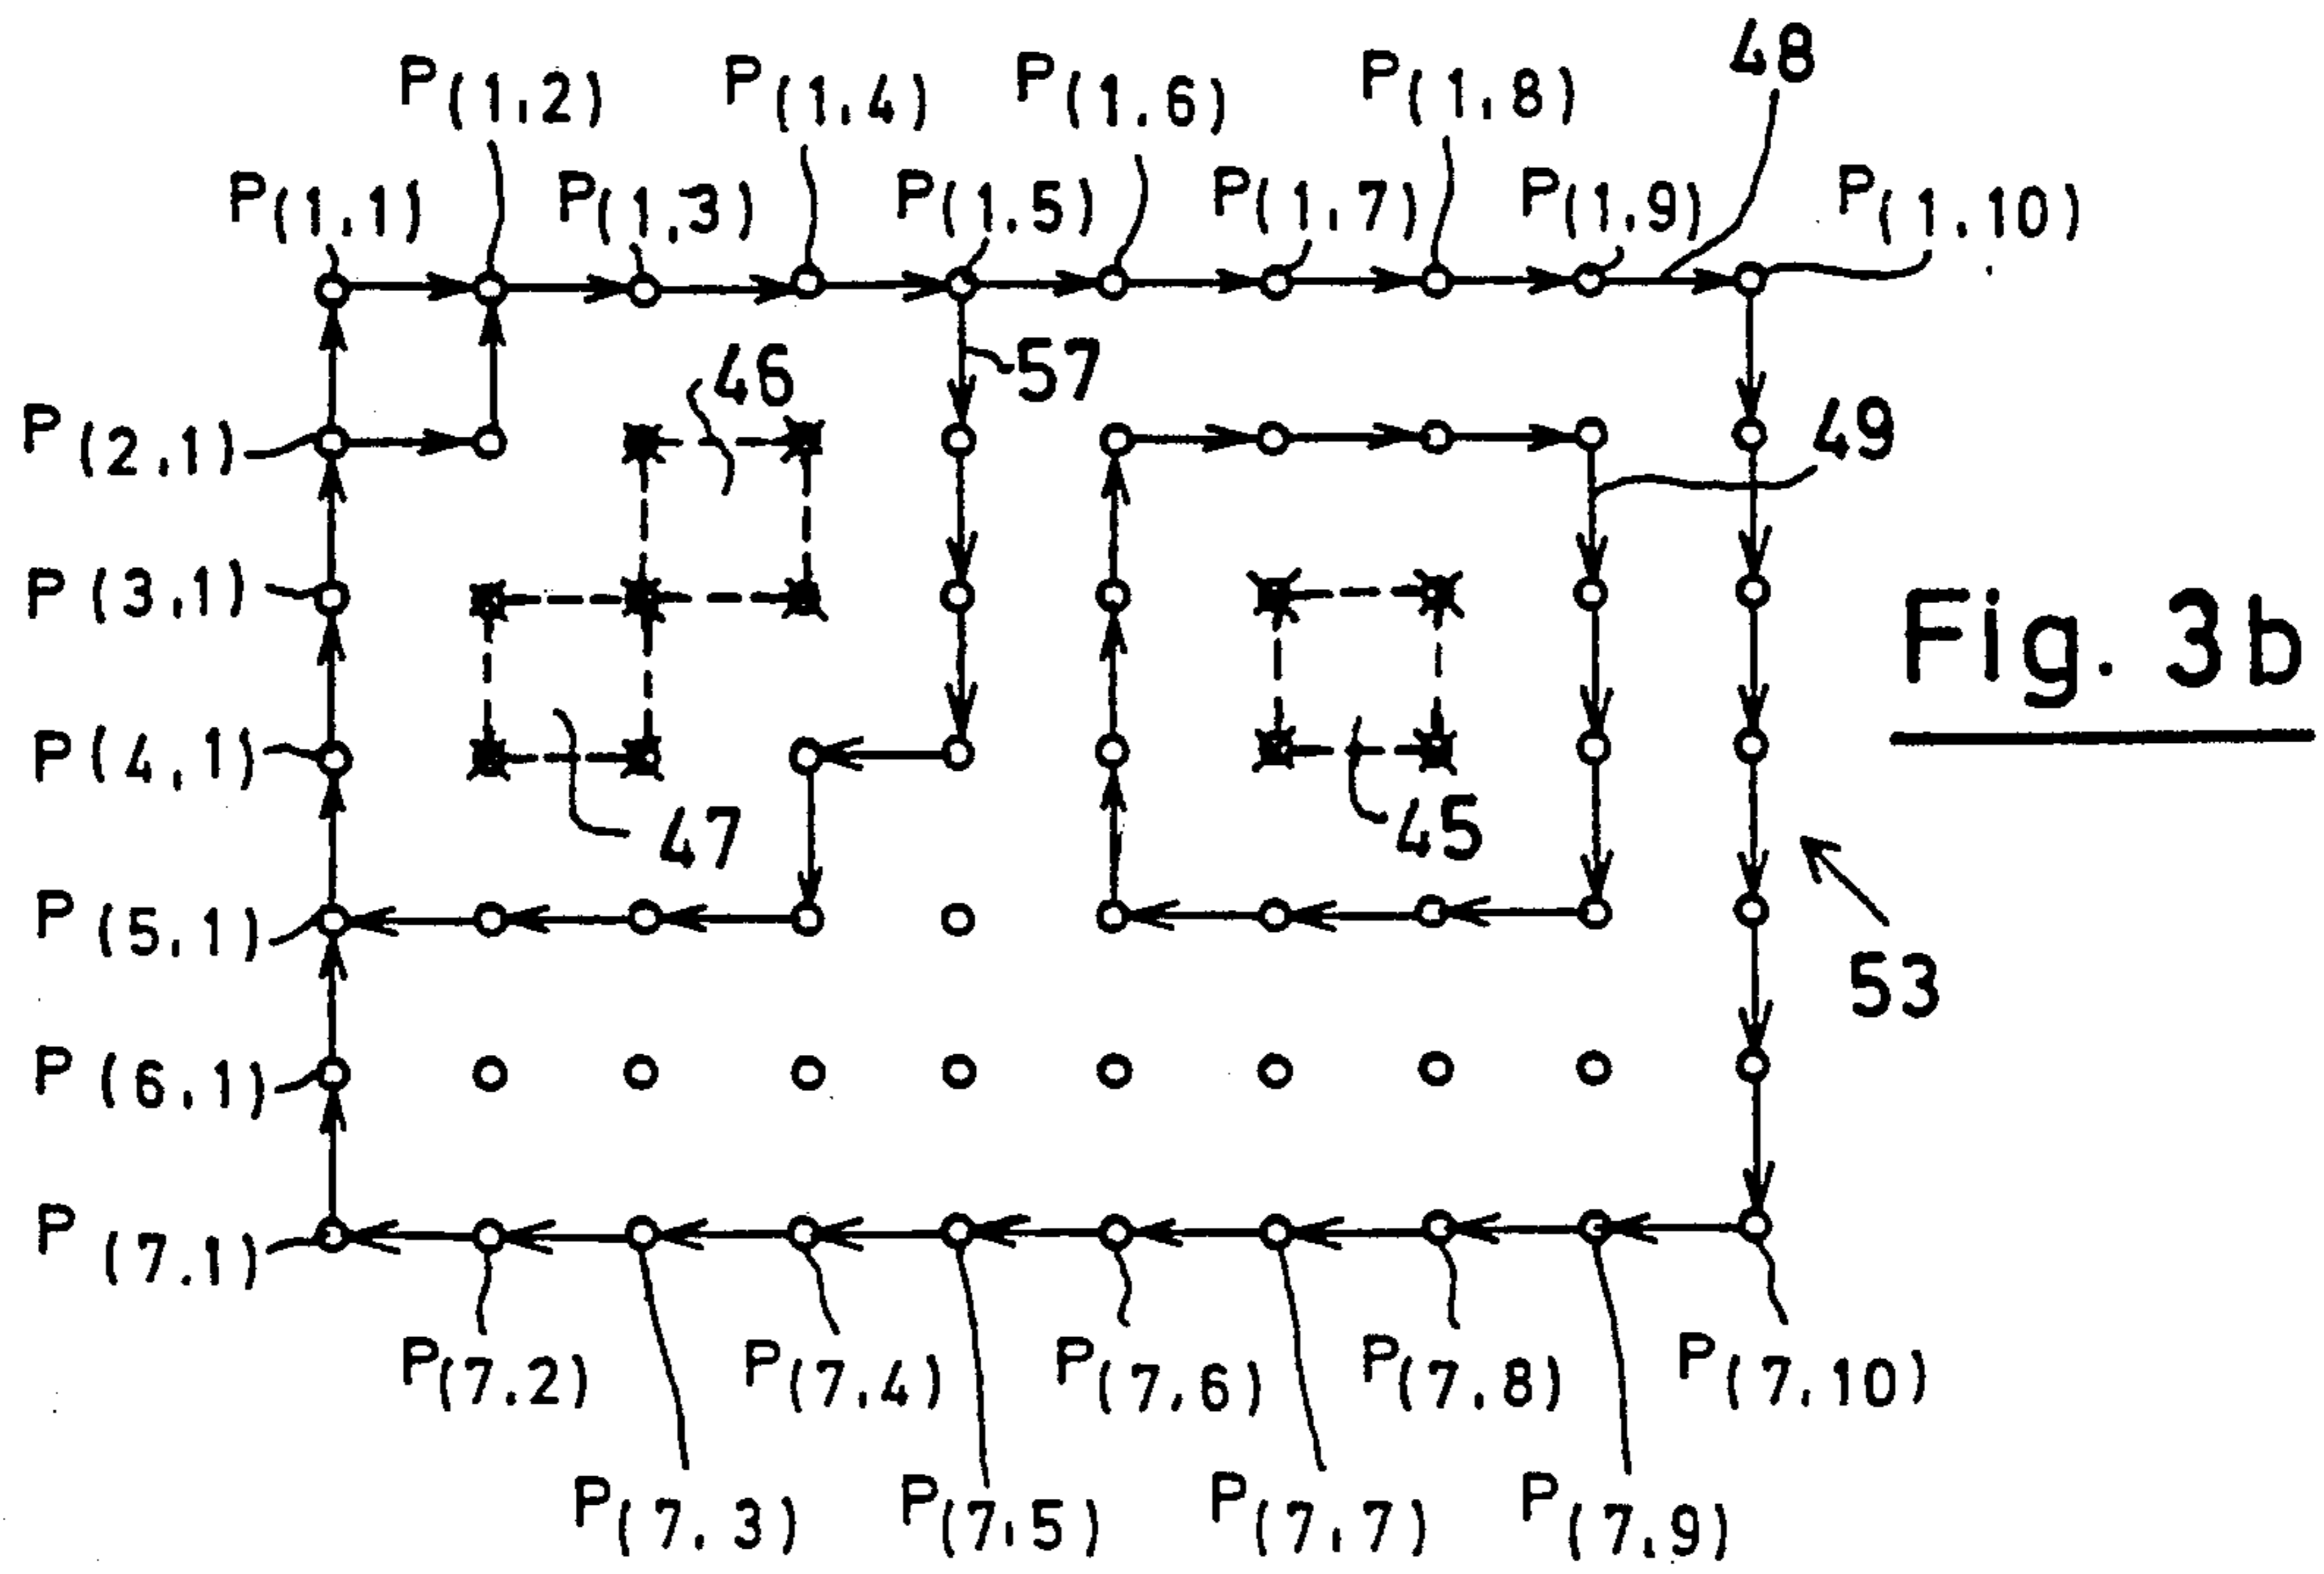 48
P(1,2) P(1,4) P(1.6) P(1,8)
P(1,1) P(1,3) P(1.5) P(1,7) P(1,9) P(1.10)
46 57
P(2,1) 49
P(3,1)
Fig. 3b
P(4,1)
47 45
P(5,1)
53
P(6,1)
P(7.1)
P(7.2) P(7,4) P(7,6) P(7,8) P(7,10)
P(7,3) P(7,5) P(7,7) P(7,9)